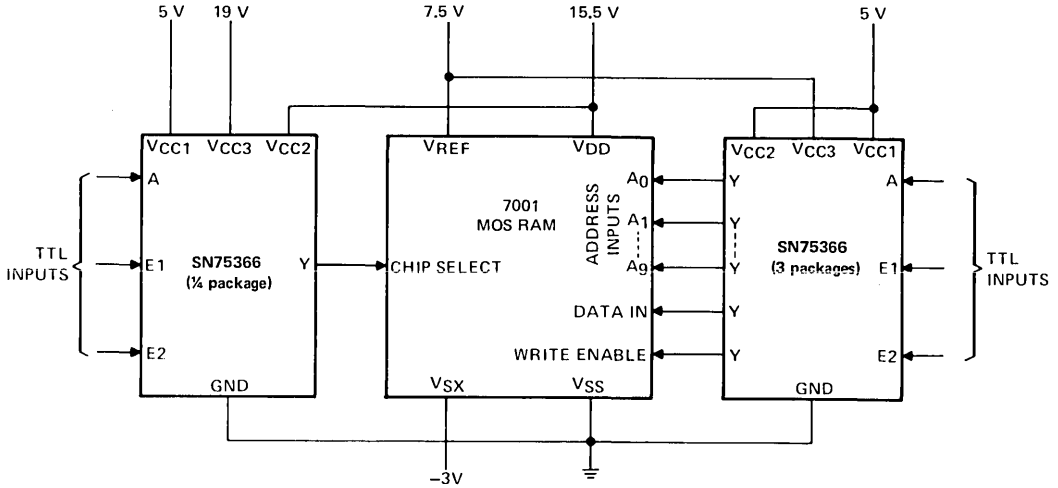 5 V 19 V 7.5 V 15.5 V 5 V
VCC1 VCC3 VCC2
A
TTL
INPUTS
E1
SN75366
(¼ package)
Y
E2
GND
VREF VDD
7001
MOS RAM
ADDRESS
INPUTS
A0
A1
A9
CHIP SELECT
DATA IN
WRITE ENABLE
VSX VSS
–3V
VCC2 VCC3 VCC1
Y
Y
Y
Y
Y
SN75366
(3 packages)
A
E1
E2
GND
TTL
INPUTS